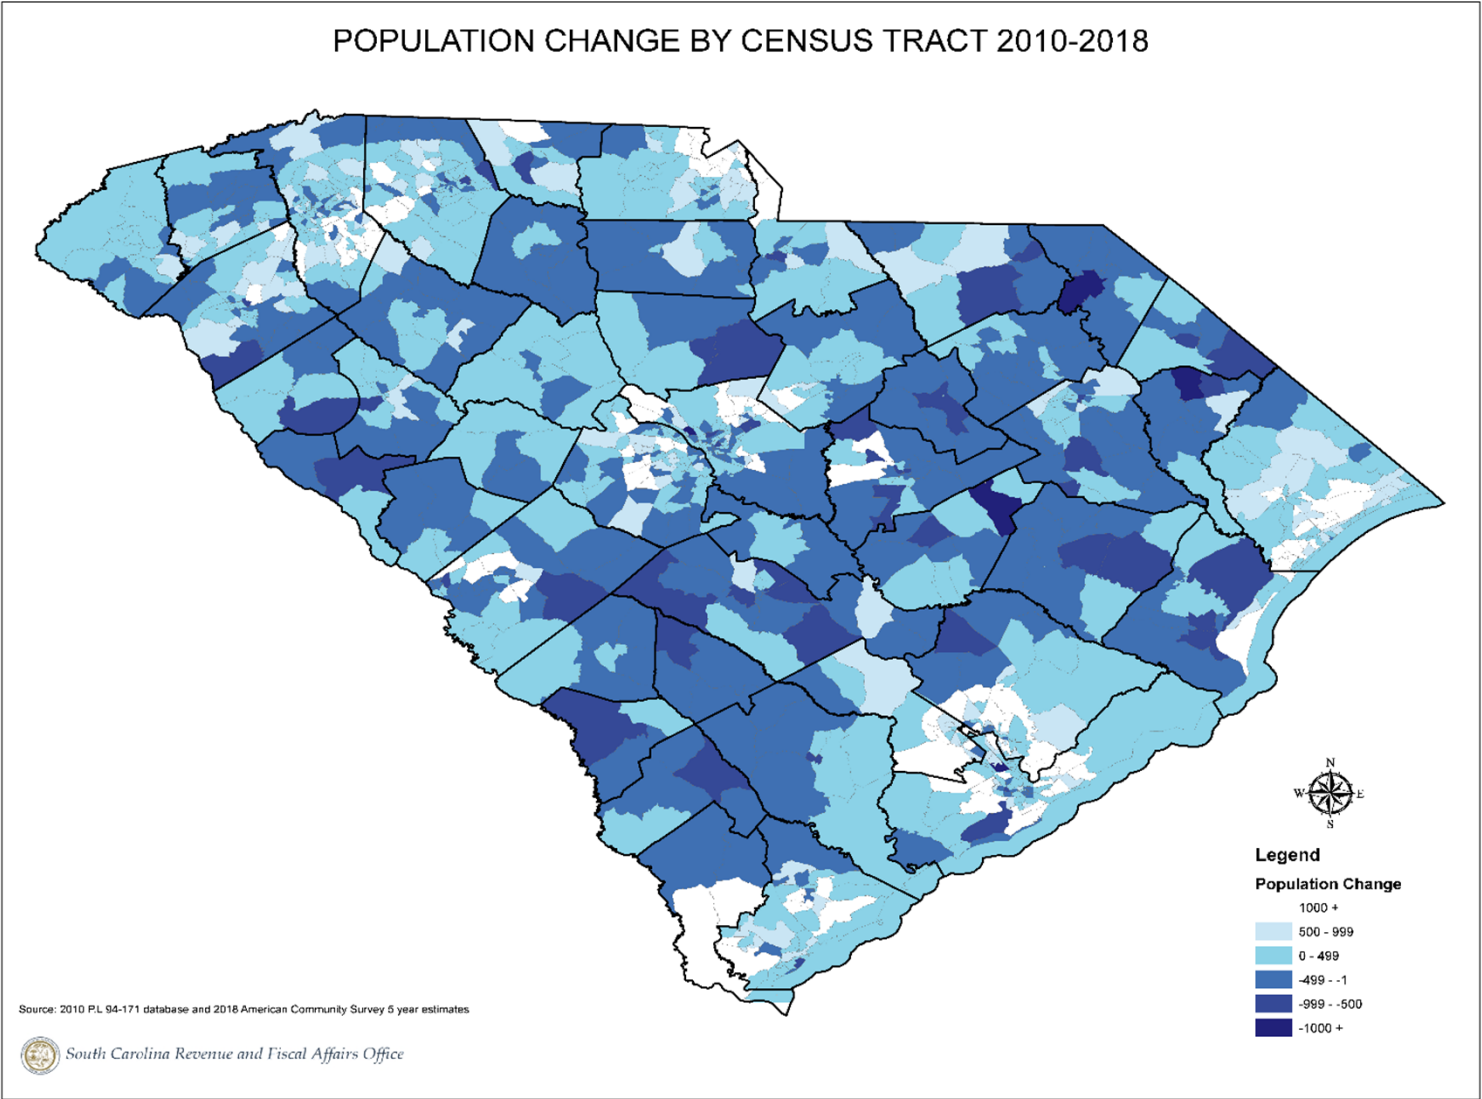 POPULATION CHANGE BY CENSUS TRACT 2010-2018
N
W E
S
Legend
Population Change
1000 +
500 - 999
0 - 499
-499 - -1
-999 - -500
-1000 +
Source: 2010 P.L 94-171 database and 2018 American Community Survey 5 year estimates
South Carolina Revenue and Fiscal Affairs Office